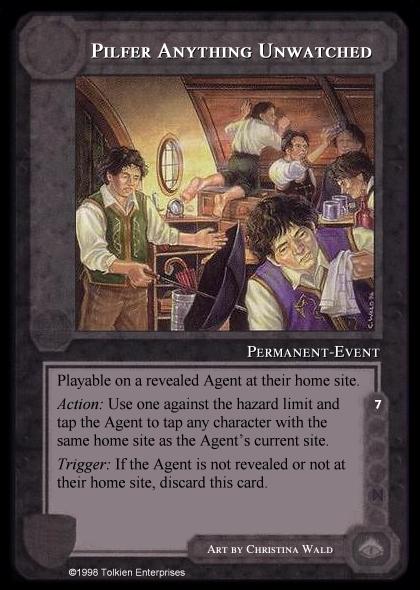 Pilfer Anything Unwatched
C. WALD 96
Permanent-Event
Playable on a revealed Agent at their home site.
Action: Use one against the hazard limit and
tap the Agent to tap any character with the
same home site as the Agent's current site.
7
Trigger: If the Agent is not revealed or not at
their home site, discard this card.
Art by Christina Wald
©1998 Tolkien Enterprises